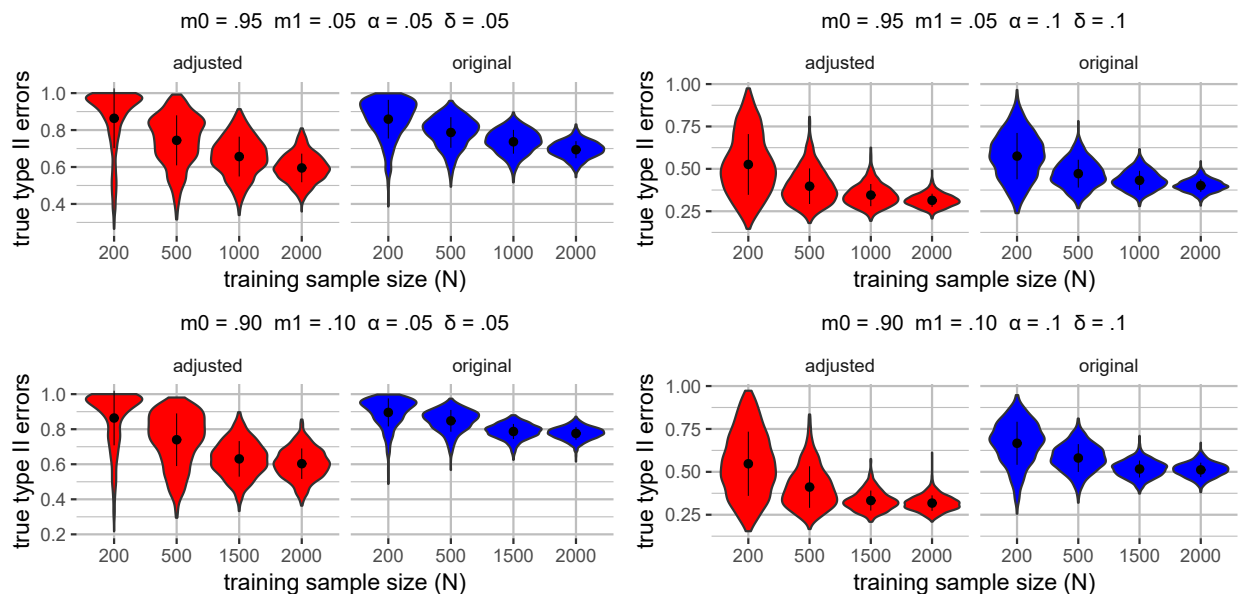 m0 = .95 m1 = .05 α = .05 δ = .05
adjusted original
true type II errors
1.0
0.8
0.6
0.4
200 500 1000 2000 200 500 1000 2000
training sample size (N)
m0 = .95 m1 = .05 α = .1 δ = .1
adjusted original
true type II errors
1.00
0.75
0.50
0.25
200 500 1000 2000 200 500 1000 2000
training sample size (N)
m0 = .90 m1 = .10 α = .05 δ = .05
adjusted original
true type II errors
1.0
0.8
0.6
0.4
0.2
200 500 1500 2000 200 500 1500 2000
training sample size (N)
m0 = .90 m1 = .10 α = .1 δ = .1
adjusted original
true type II errors
1.00
0.75
0.50
0.25
200 500 1500 2000 200 500 1500 2000
training sample size (N)